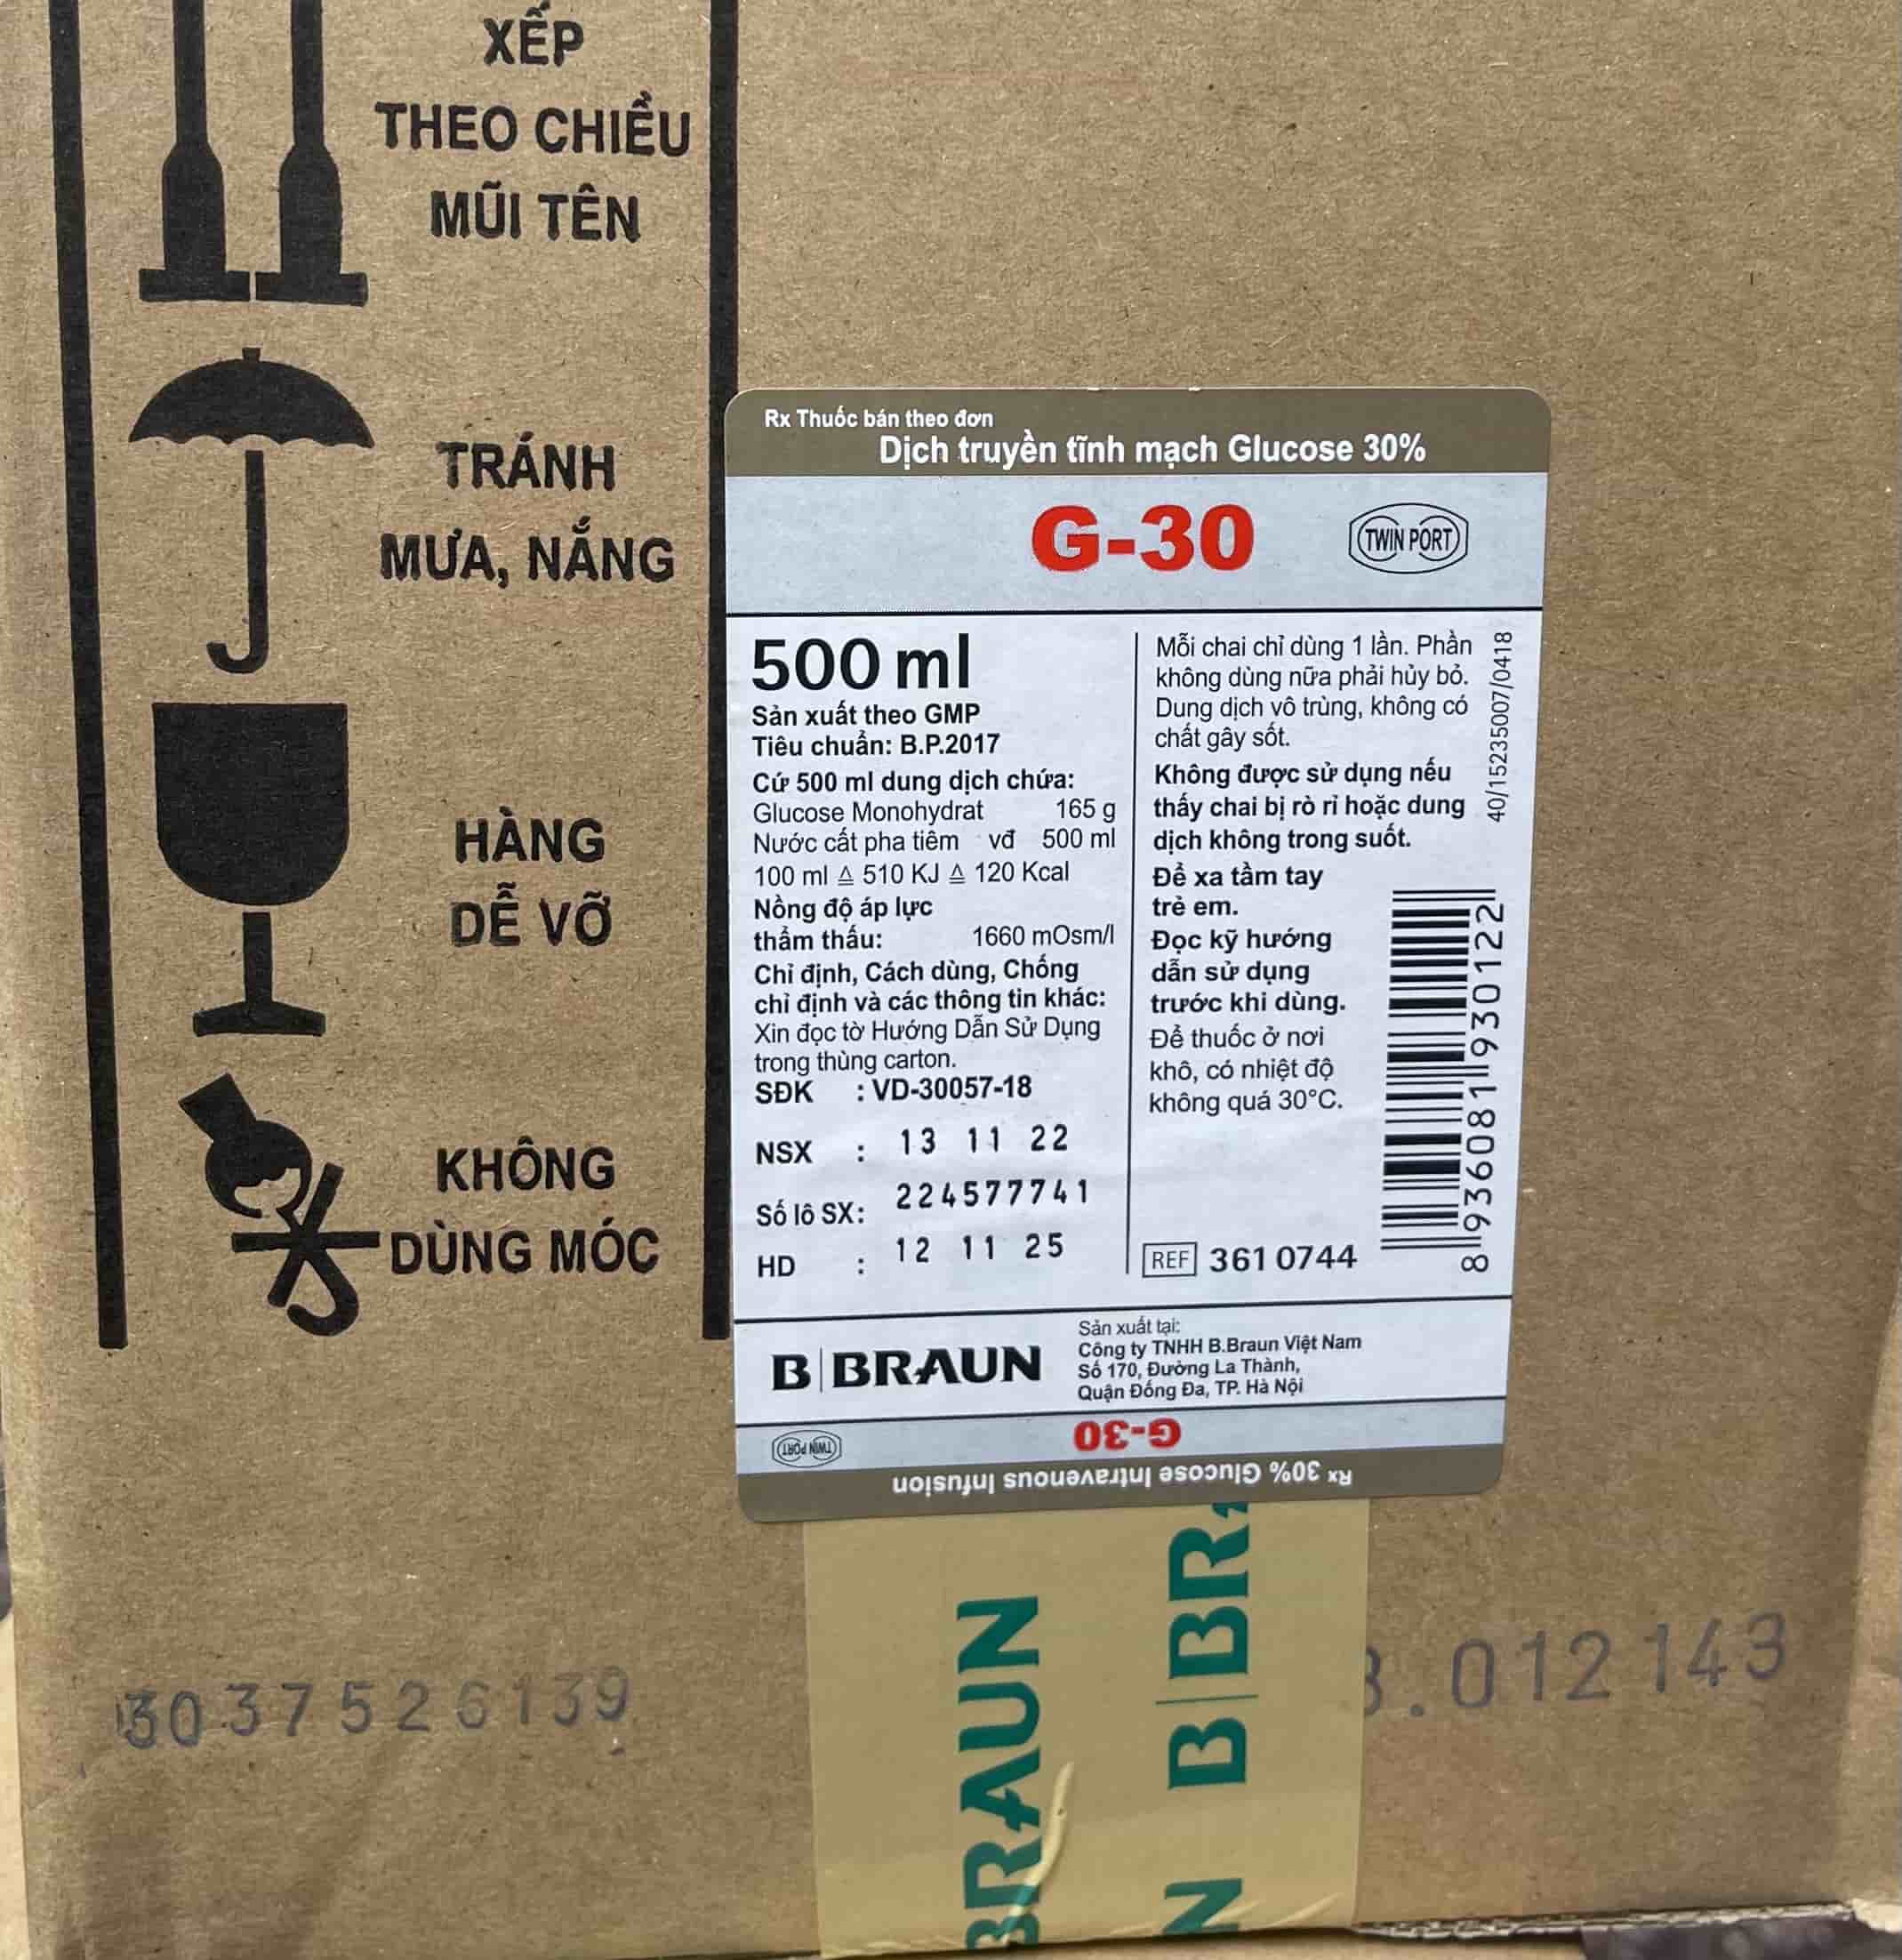 XẾP
THEO CHIỀU
MŨI TÊN
TRÁNH
MƯA, NẮNG
HÀNG
DỄ VỠ
KHÔNG
DÙNG MÓC
Rx Thuốc bán theo đơn
Dịch truyền tĩnh mạch Glucose 30%
G-30
TWIN PORT
500 ml
Sản xuất theo GMP
Tiêu chuẩn: B.P.2017
Cứ 500 ml dung dịch chứa:
Glucose Monohydrat 165 g
Nước cất pha tiêm vđ 500 ml
100 ml ≙ 510 KJ ≙ 120 Kcal
Nồng độ áp lực
thẩm thấu: 1660 mOsm/l
Chỉ định, Cách dùng, Chống
chỉ định và các thông tin khác:
Xin đọc tờ Hướng Dẫn Sử Dụng
trong thùng carton.
SĐK : VD-30057-18
NSX : 13 11 22
Số lô SX: 224577741
HD : 12 11 25
Mỗi chai chỉ dùng 1 lần. Phần
không dùng nữa phải hủy bỏ.
Dung dịch vô trùng, không có
chất gây sốt.
Không được sử dụng nếu
thấy chai bị rò rỉ hoặc dung
dịch không trong suốt.
Để xa tầm tay
trẻ em.
Đọc kỹ hướng
dẫn sử dụng
trước khi dùng.
Để thuốc ở nơi
khô, có nhiệt độ
không quá 30°C.
REF 361 0744
40/15235007/0418
8 936081 930122
B BRAUN
Sản xuất tại:
Công ty TNHH B.Braun Việt Nam
Số 170, Đường La Thành,
Quận Đống Đa, TP. Hà Nội
G-30
TWIN PORT
Rx 30% Glucose Intravenous Infusion
BRAUN
B BRA
N
3037526139
3.012143